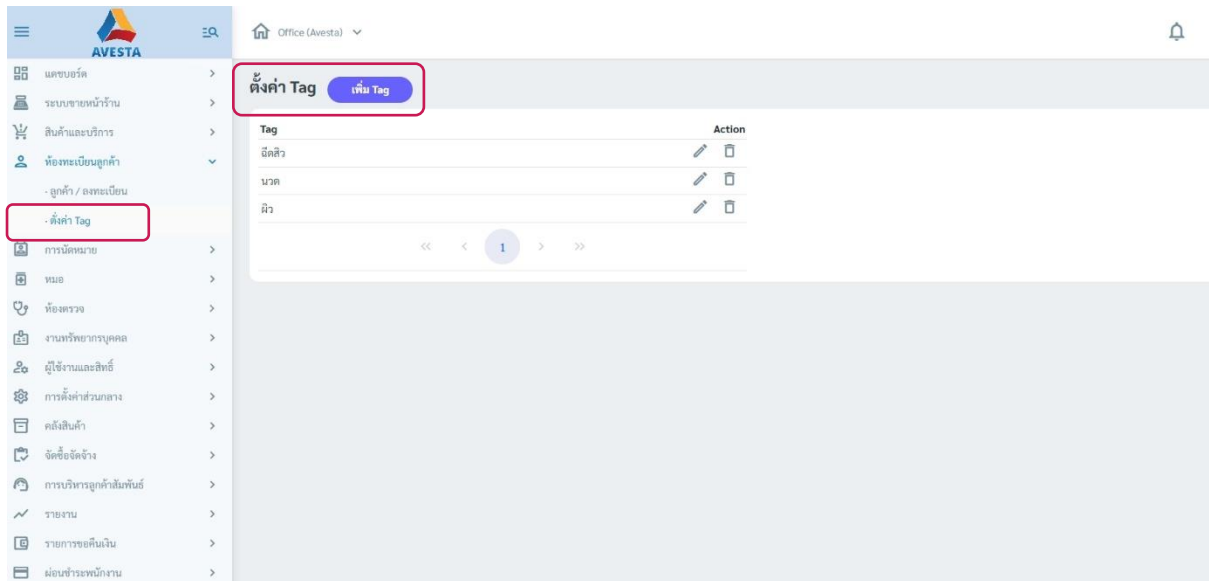 AVESTA
Office (Avesta)
แดชบอร์ด
ระบบขายหน้าร้าน
สินค้าและบริการ
ห้องทะเบียนลูกค้า
- ลูกค้า / ลงทะเบียน
- ตั้งค่า Tag
การนัดหมาย
หมอ
ห้องตรวจ
งานทรัพยากรบุคคล
ผู้ใช้งานและสิทธิ์
การตั้งค่าส่วนกลาง
คลังสินค้า
จัดซื้อจัดจ้าง
การบริหารลูกค้าสัมพันธ์
รายงาน
รายการขอคืนเงิน
ผ่อนชำระพนักงาน
ตั้งค่า Tag เพิ่ม Tag
Tag Action
ฉีดสิว
นวด
ผิว
<< < 1 > >>